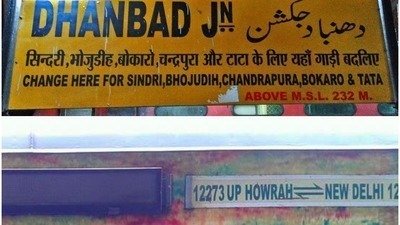 DHANBAD Jn دهنباد جنکشن
सिन्दरी,भोजुडीह,बोकारो,चन्द्रपुरा और टाटा के लिए यहाँ गाड़ी बदलिए
CHANGE HERE FOR SINDRI,BHOJUDIH,CHANDRAPURA,BOKARO & TATA
ABOVE M.S.L. 232 M.
12273 UP HOWRAH ⇌ NEW DELHI 12